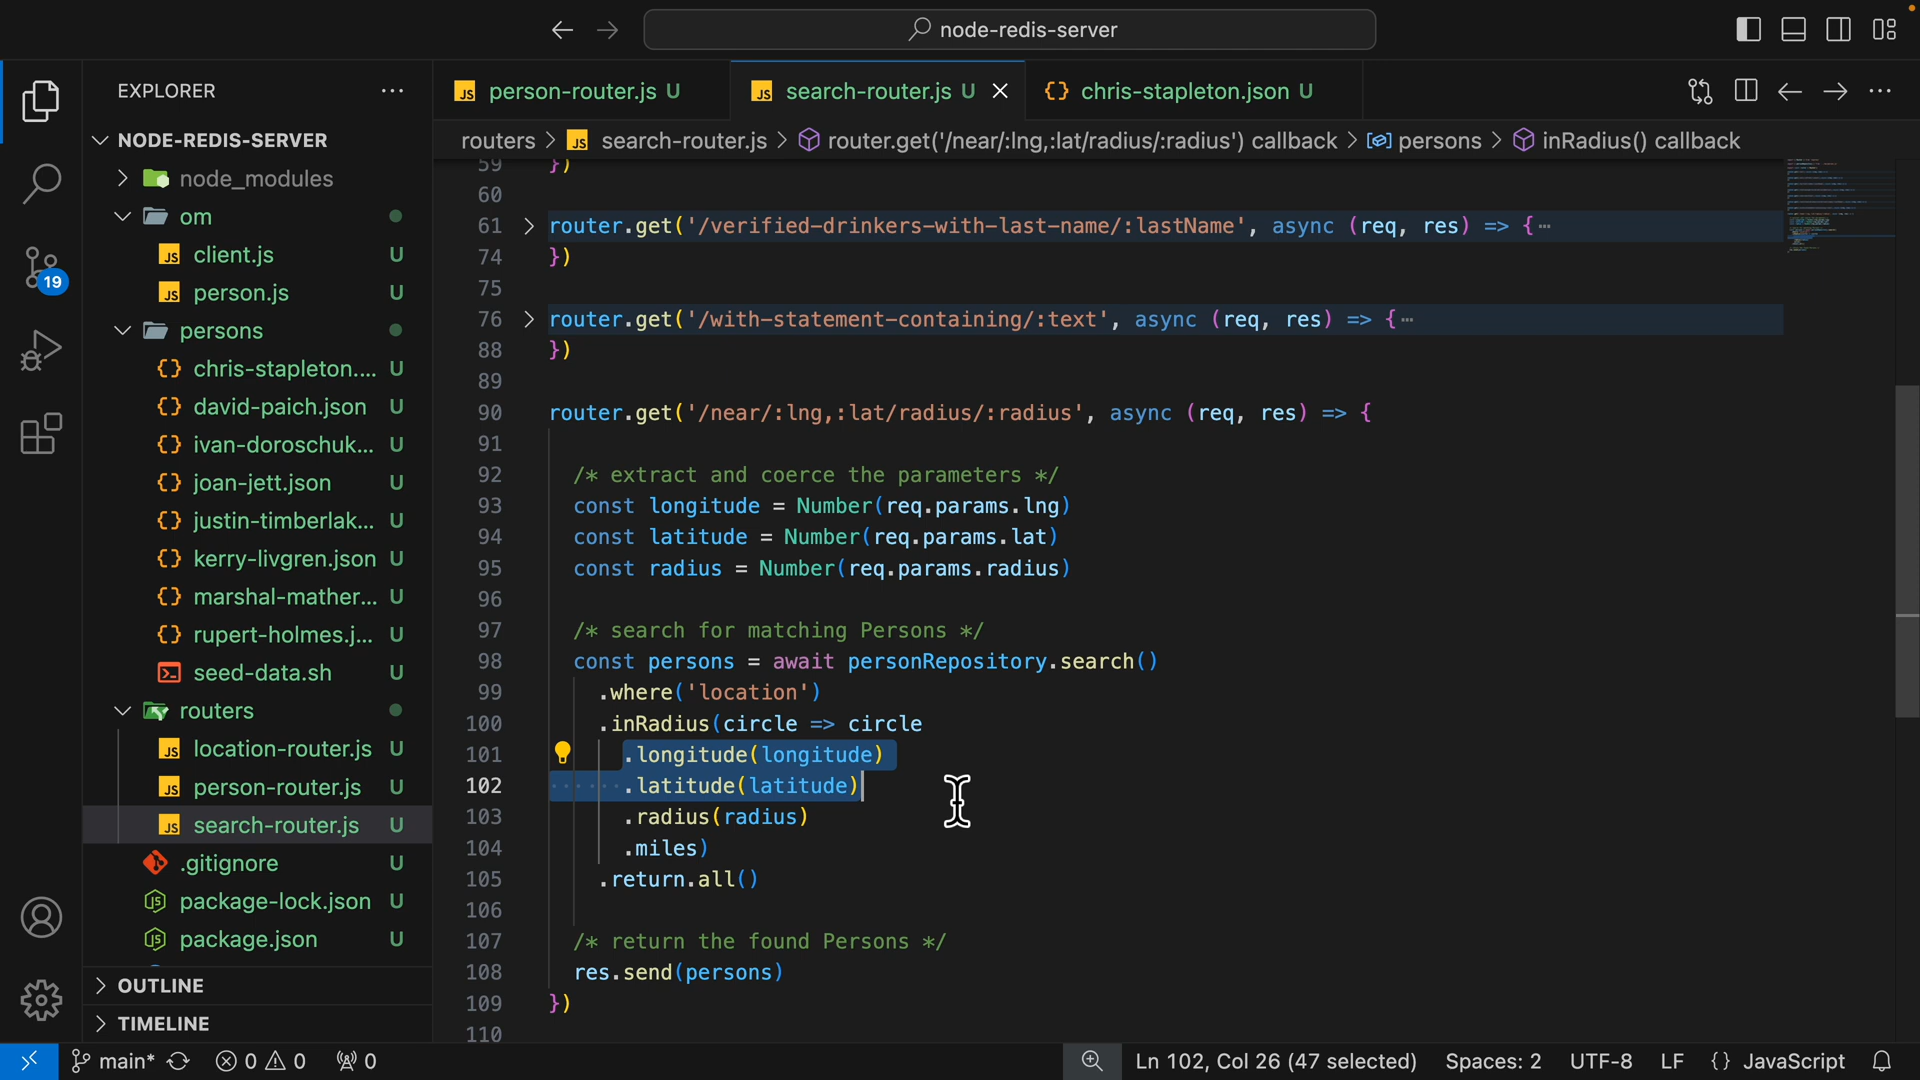 node-redis-server
EXPLORER
NODE-REDIS-SERVER
node_modules
om
client.js U
person.js U
persons
chris-stapleton.... U
david-paich.json U
ivan-doroschuk... U
joan-jett.json U
justin-timberlak... U
kerry-livgren.json U
marshal-mather... U
rupert-holmes.j... U
seed-data.sh U
routers
location-router.js U
person-router.js U
search-router.js U
.gitignore U
package-lock.json U
package.json U
OUTLINE
TIMELINE
19
person-router.js U
search-router.js U
chris-stapleton.json U
routers > search-router.js > router.get('/near/:lng,:lat/radius/:radius') callback > persons > inRadius() callback
59 })
60
61 router.get('/verified-drinkers-with-last-name/:lastName', async (req, res) => {⋯
74 })
75
76 router.get('/with-statement-containing/:text', async (req, res) => {⋯
88 })
89
90 router.get('/near/:lng,:lat/radius/:radius', async (req, res) => {
91
92 /* extract and coerce the parameters */
93 const longitude = Number(req.params.lng)
94 const latitude = Number(req.params.lat)
95 const radius = Number(req.params.radius)
96
97 /* search for matching Persons */
98 const persons = await personRepository.search()
99 .where('location')
100 .inRadius(circle => circle
101 .longitude(longitude)
102 .latitude(latitude)
103 .radius(radius)
104 .miles)
105 .return.all()
106
107 /* return the found Persons */
108 res.send(persons)
109 })
110
main* 0 0 0
Ln 102, Col 26 (47 selected) Spaces: 2 UTF-8 LF {} JavaScript